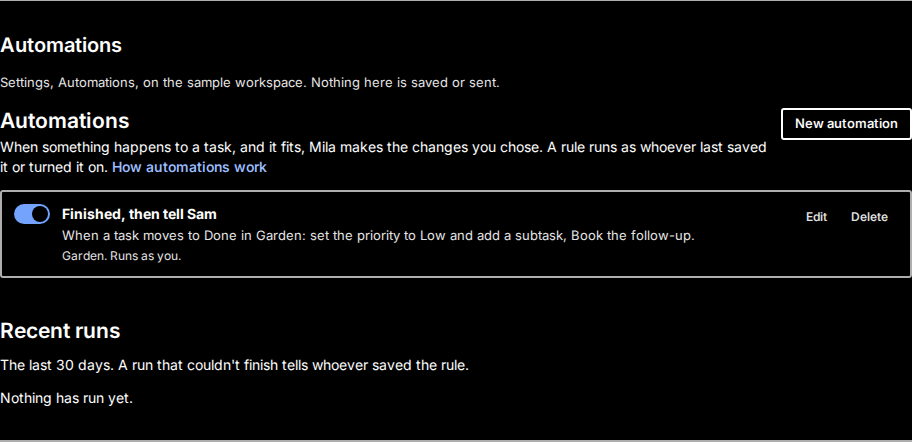 Automations
Settings, Automations, on the sample workspace. Nothing here is saved or sent.
Automations
New automation
When something happens to a task, and it fits, Mila makes the changes you chose. A rule runs as whoever last saved
it or turned it on. How automations work
Finished, then tell Sam
Edit
Delete
When a task moves to Done in Garden: set the priority to Low and add a subtask, Book the follow-up.
Garden. Runs as you.
Recent runs
The last 30 days. A run that couldn't finish tells whoever saved the rule.
Nothing has run yet.